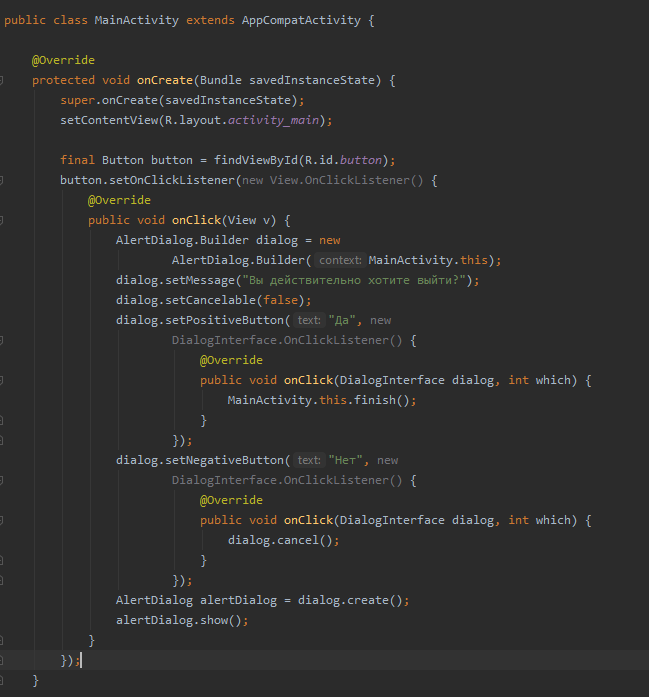 public class MainActivity extends AppCompatActivity {
@Override
protected void onCreate(Bundle savedInstanceState) {
super.onCreate(savedInstanceState);
setContentView(R.layout.activity_main);
final Button button = findViewById(R.id.button);
button.setOnClickListener(new View.OnClickListener() {
@Override
public void onClick(View v) {
AlertDialog.Builder dialog = new
AlertDialog.Builder( context: MainActivity.this);
dialog.setMessage("Вы действительно хотите выйти?");
dialog.setCancelable(false);
dialog.setPositiveButton( text: "Да", new
DialogInterface.OnClickListener() {
@Override
public void onClick(DialogInterface dialog, int which) {
MainActivity.this.finish();
}
});
dialog.setNegativeButton( text: "Нет", new
DialogInterface.OnClickListener() {
@Override
public void onClick(DialogInterface dialog, int which) {
dialog.cancel();
}
});
AlertDialog alertDialog = dialog.create();
alertDialog.show();
}
});
}